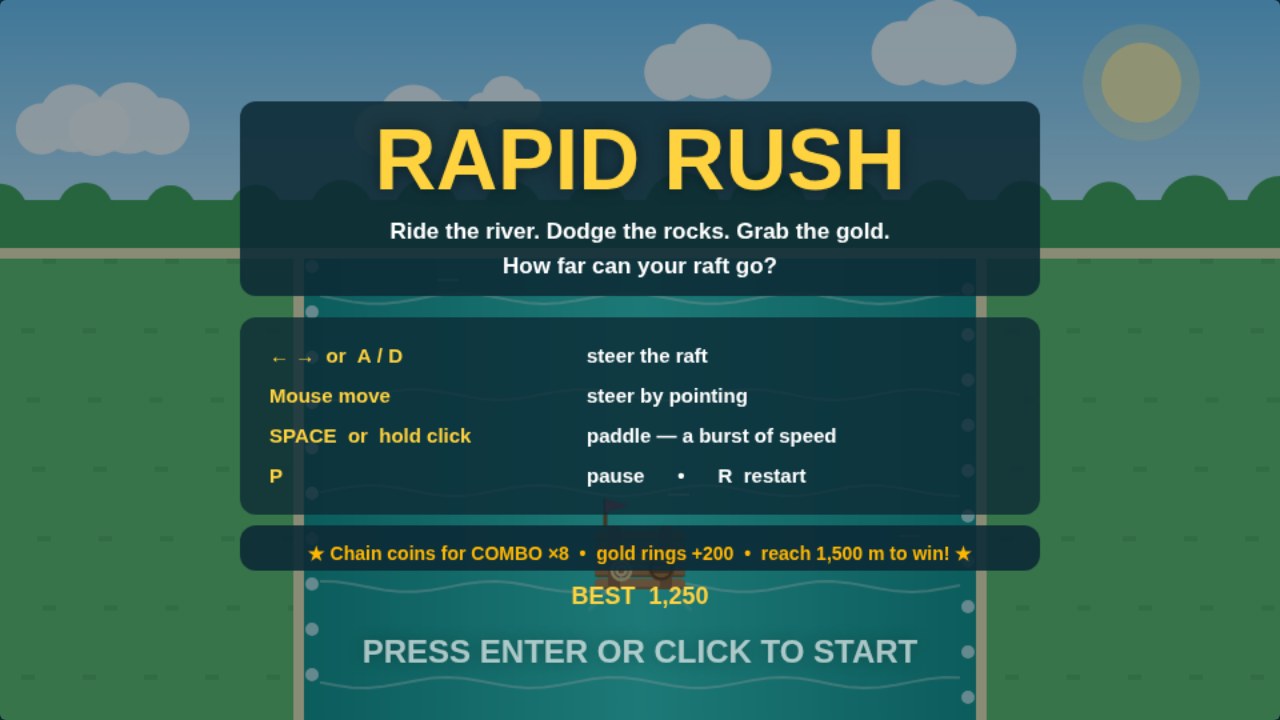 RAPID RUSH
Ride the river. Dodge the rocks. Grab the gold.
How far can your raft go?
← → or A / D steer the raft
Mouse move steer by pointing
SPACE or hold click paddle — a burst of speed
P pause • R restart
★ Chain coins for COMBO ×8 • gold rings +200 • reach 1,500 m to win! ★
BEST 1,250
PRESS ENTER OR CLICK TO START